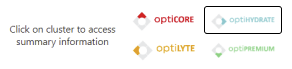 Click on cluster to access
summary information
optiCORE
optiHYDRATE
optiLYTE
optiPREMIUM